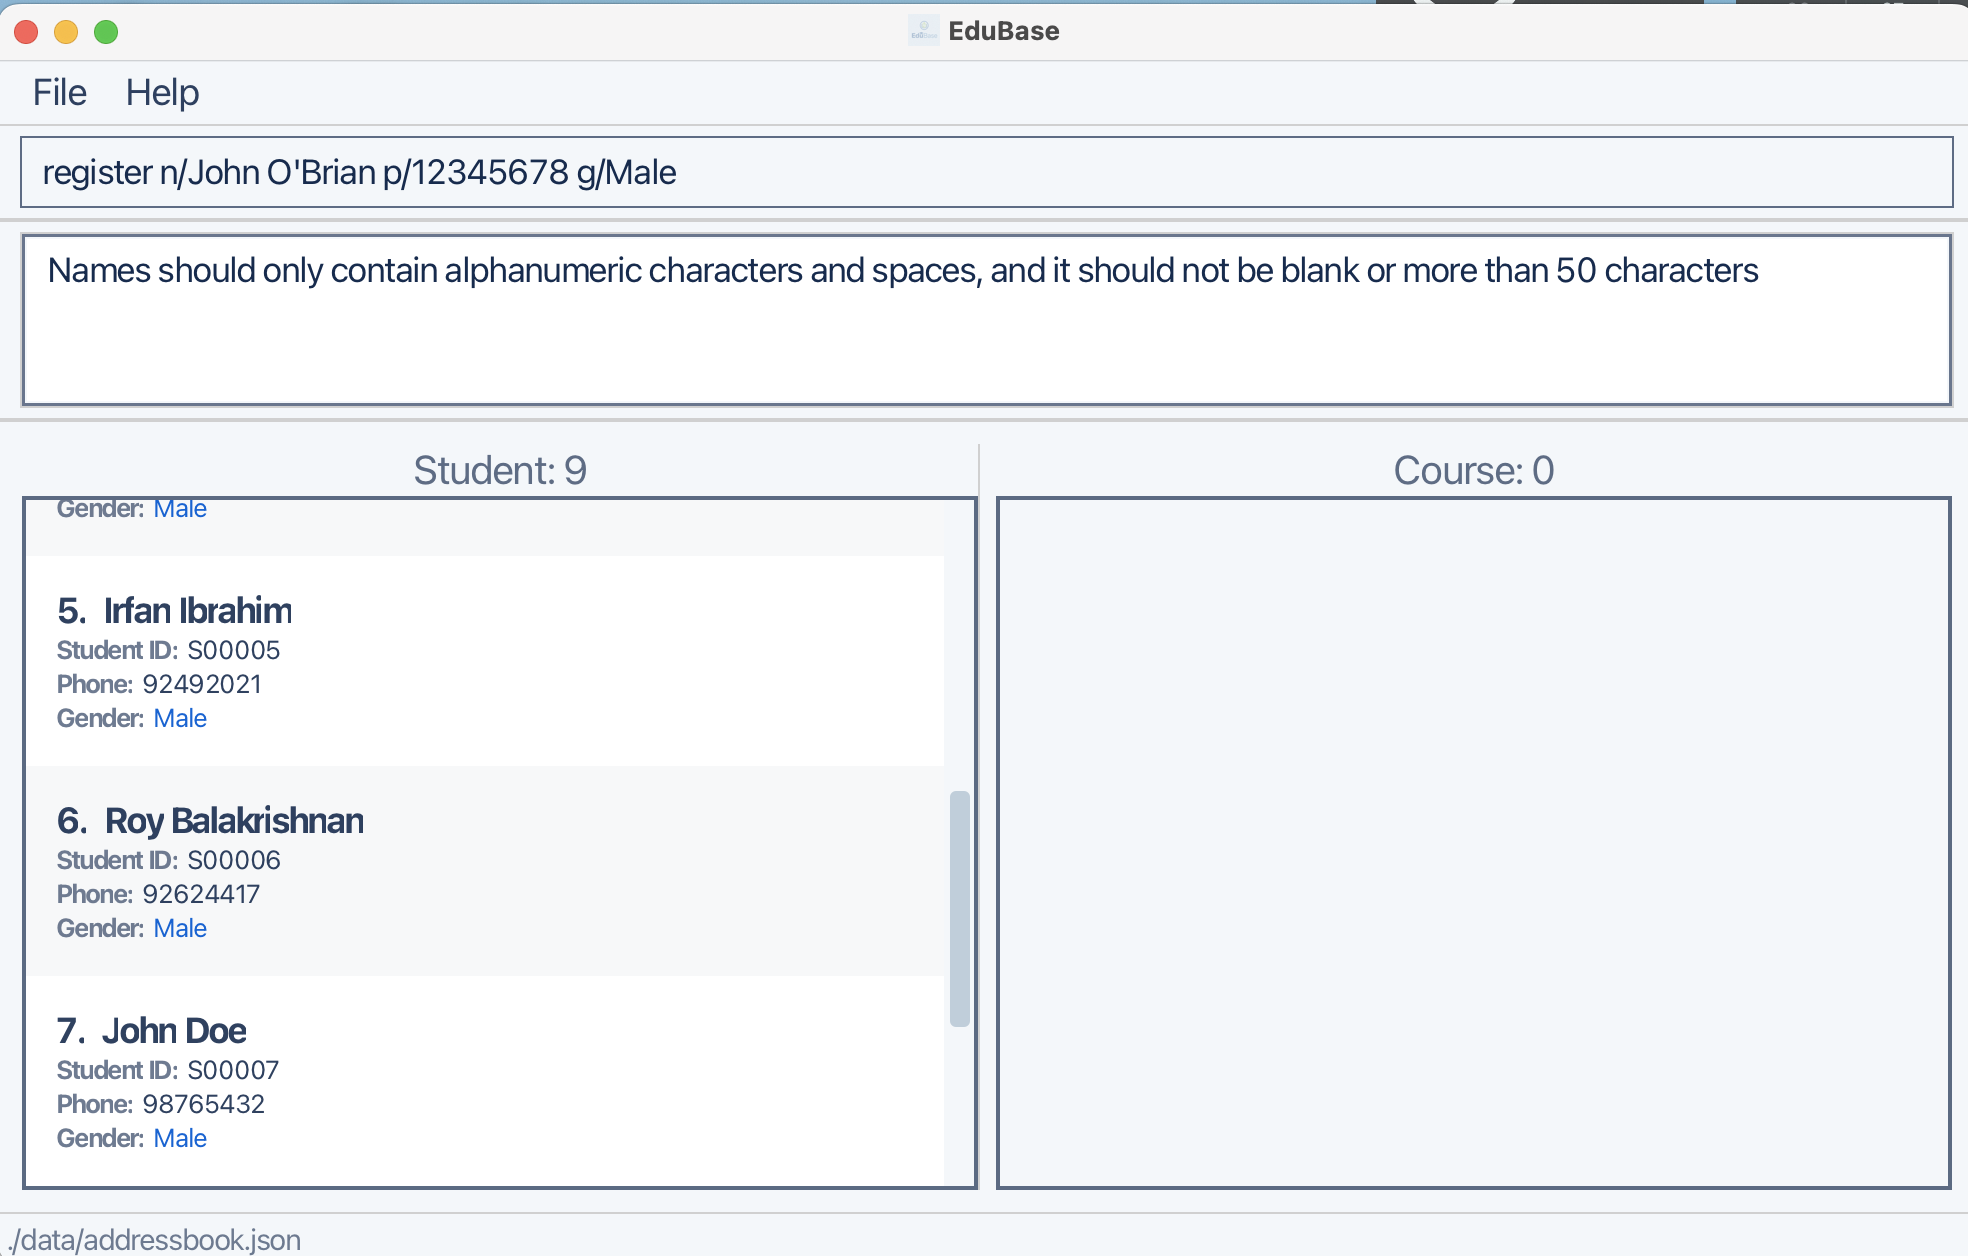 EduBase
File Help
register n/John O'Brian p/12345678 g/Male
Names should only contain alphanumeric characters and spaces, and it should not be blank or more than 50 characters
Student: 9
Gender: Male
5. Irfan Ibrahim
Student ID: S00005
Phone: 92492021
Gender: Male
6. Roy Balakrishnan
Student ID: S00006
Phone: 92624417
Gender: Male
7. John Doe
Student ID: S00007
Phone: 98765432
Gender: Male
Course: 0
./data/addressbook.json